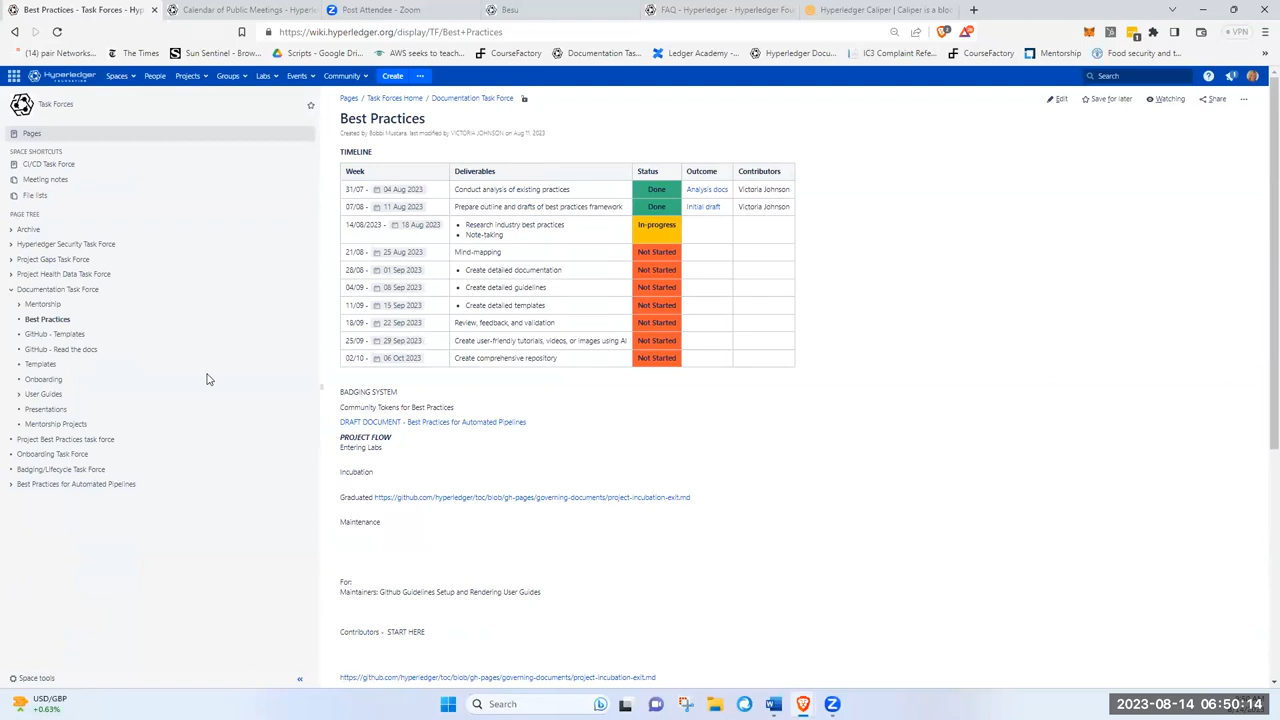 Best Practices - Task Forces - Hyp
Calendar of Public Meetings - Hyperle
Post Attendee - Zoom
Besu
FAQ - Hyperledger - Hyperledger Four
Hyperledger Caliper | Caliper is a bloc
https://wiki.hyperledger.org/display/TF/Best+Practices
VPN
(14) pair Networks...
The Times
Sun Sentinel - Brow...
Scripts - Google Dri...
AWS seeks to teach...
CourseFactory
Documentation Tas...
Ledger Academy -...
Hyperledger Docu...
IC3 Complaint Refe...
CourseFactory
Mentorship
Food security and t...
HYPERLEDGER
FOUNDATION
Spaces
People
Projects
Groups
Labs
Events
Community
Create
Search
Task Forces
Pages
SPACE SHORTCUTS
CI/CD Task Force
Meeting notes
File lists
PAGE TREE
Archive
Hyperledger Security Task Force
Project Gaps Task Force
Project Health Data Task Force
Documentation Task Force
Mentorship
Best Practices
GitHub - Templates
GitHub - Read the docs
Templates
Onboarding
User Guides
Presentations
Mentorship Projects
Project Best Practices task force
Onboarding Task Force
Badging/Lifecycle Task Force
Best Practices for Automated Pipelines
Space tools
Pages / Task Forces Home / Documentation Task Force
Edit
Save for later
Watching
Share
Best Practices
Created by Bobbi Muscara, last modified by VICTORIA JOHNSON on Aug 11, 2023
TIMELINE
Week Deliverables Status Outcome Contributors
31/07 - 04 Aug 2023 Conduct analysis of existing practices Done Analysis docs Victoria Johnson
07/08 - 11 Aug 2023 Prepare outline and drafts of best practices framework Done Initial draft Victoria Johnson
14/08/2023 - 18 Aug 2023 • Research industry best practices In-progress
• Note-taking
21/08 - 25 Aug 2023 Mind-mapping Not Started
28/08 - 01 Sep 2023 • Create detailed documentation Not Started
04/09 - 08 Sep 2023 • Create detailed guidelines Not Started
11/09 - 15 Sep 2023 • Create detailed templates Not Started
18/09 - 22 Sep 2023 Review, feedback, and validation Not Started
25/09 - 29 Sep 2023 Create user-friendly tutorials, videos, or images using AI Not Started
02/10 - 06 Oct 2023 Create comprehensive repository Not Started
BADGING SYSTEM
Community Tokens for Best Practices
DRAFT DOCUMENT - Best Practices for Automated Pipelines
PROJECT FLOW
Entering Labs
Incubation
Graduated https://github.com/hyperledger/toc/blob/gh-pages/governing-documents/project-incubation-exit.md
Maintenance
For:
Maintainers: Github Guidelines Setup and Rendering User Guides
Contributors - START HERE
https://github.com/hyperledger/toc/blob/gh-pages/governing-documents/project-incubation-exit.md
USD/GBP
+0.63%
Search
2023-08-14 06:50:14